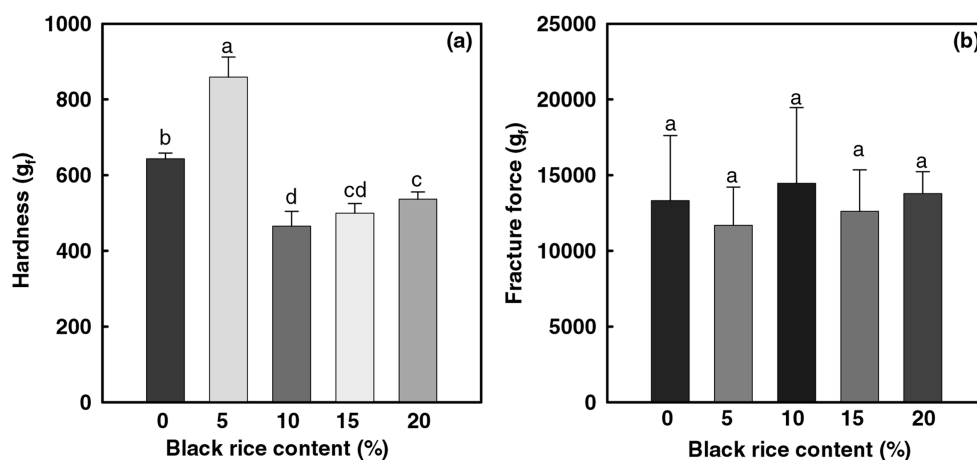 (a)
Hardness (gf)
1000
800
600
400
200
0
b
a
d
cd
c
0 5 10 15 20
Black rice content (%)
(b)
Fracture force (gf)
25000
20000
15000
10000
5000
0
a
a
a
a
a
0 5 10 15 20
Black rice content (%)